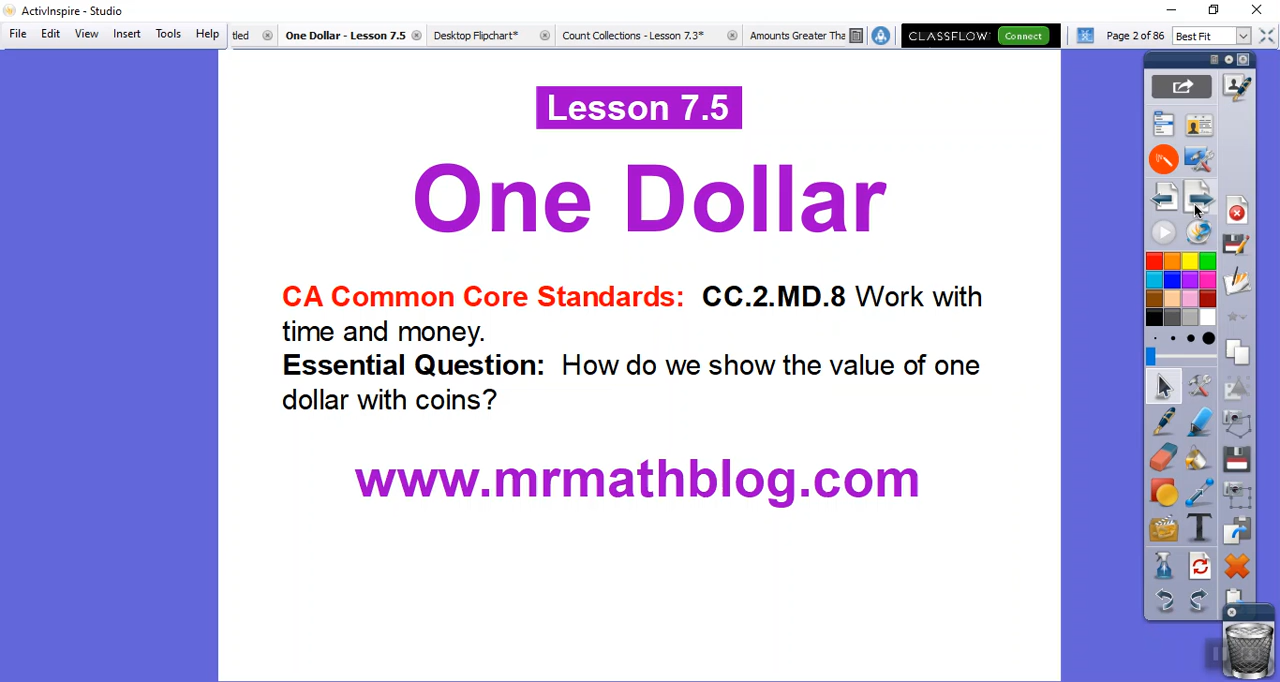 ActivInspire - Studio
File Edit View Insert Tools Help
tled One Dollar - Lesson 7.5 Desktop Flipchart* Count Collections - Lesson 7.3* Amounts Greater Tha
CLASSFLOW Connect
Page 2 of 86 Best Fit
Lesson 7.5
One Dollar
CA Common Core Standards: CC.2.MD.8 Work with
time and money.
Essential Question: How do we show the value of one
dollar with coins?
www.mrmathblog.com